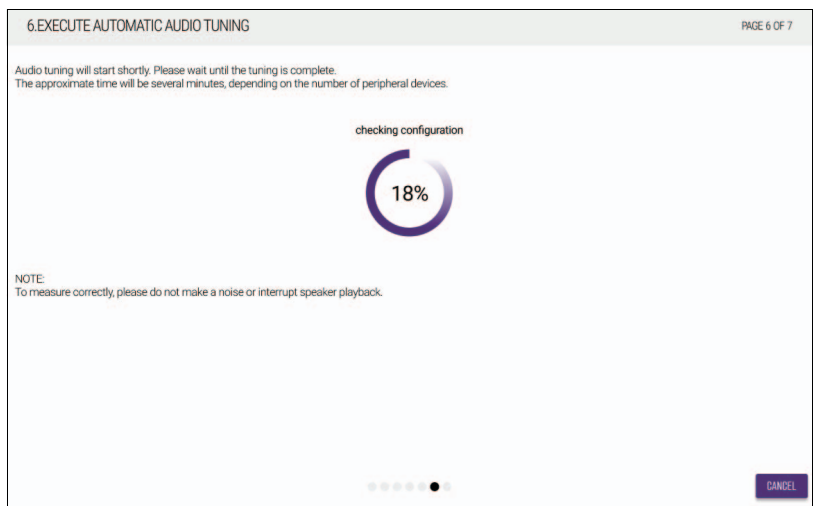 6.EXECUTE AUTOMATIC AUDIO TUNING
PAGE 6 OF 7
Audio tuning will start shortly. Please wait until the tuning is complete.
The approximate time will be several minutes, depending on the number of peripheral devices.
checking configuration
18%
NOTE:
To measure correctly, please do not make a noise or interrupt speaker playback.
CANCEL